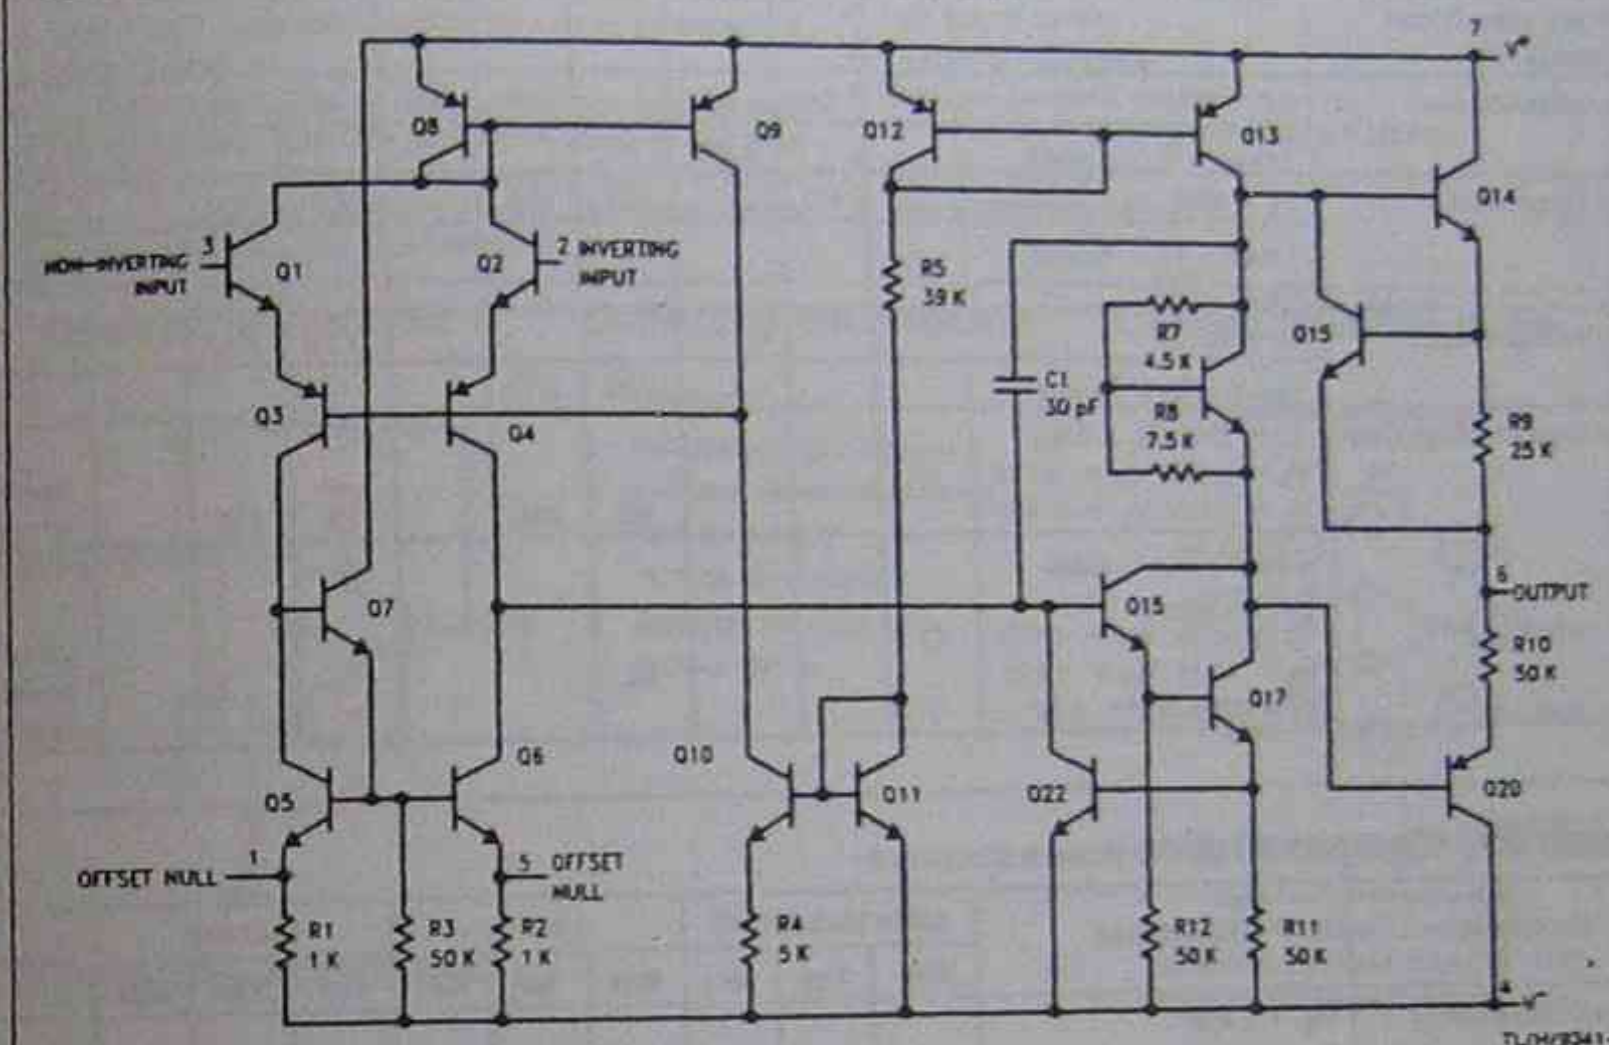 7
V+
Q8
Q9
Q12
Q13
Q14
3
NON-INVERTING
INPUT
Q1
Q2
2 INVERTING
INPUT
R5
39 K
R7
4.5 K
Q15
Q3
Q4
C1
30 pF
R8
7.5 K
R9
25 K
Q7
Q15
6
OUTPUT
R10
50 K
Q17
Q6
Q10
Q5
Q11
Q22
Q20
1
OFFSET NULL
5 OFFSET
NULL
R1
1 K
R3
50 K
R2
1 K
R4
5 K
R12
50 K
R11
50 K
4
V-